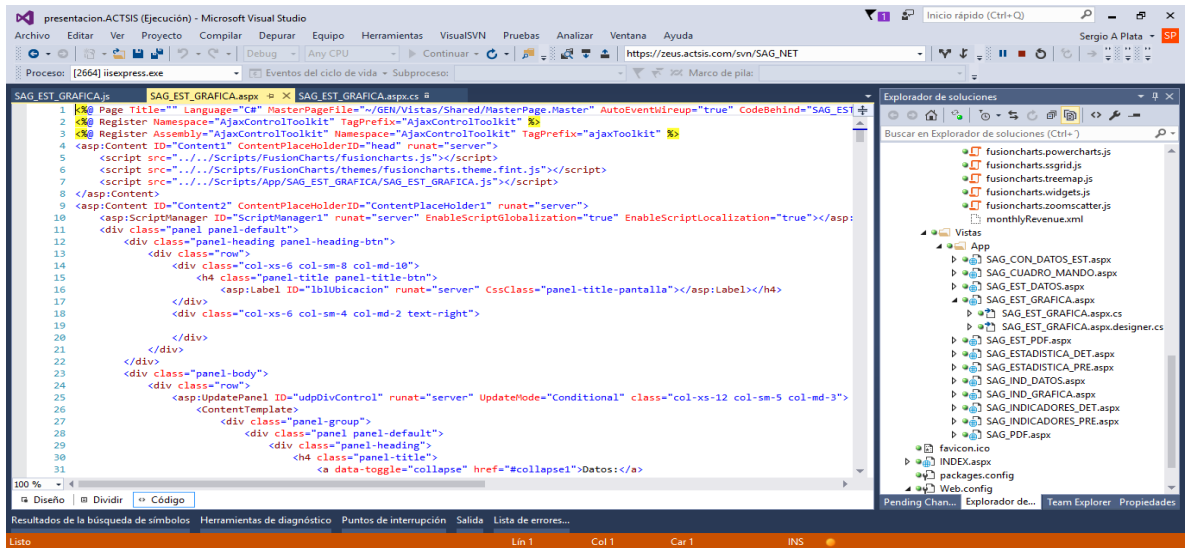 presentacion.ACTSIS (Ejecución) - Microsoft Visual Studio
1
Inicio rápido (Ctrl+Q)
Archivo Editar Ver Proyecto Compilar Depurar Equipo Herramientas VisualSVN Pruebas Analizar Ventana Ayuda
Sergio A Plata
SP
Debug Any CPU Continuar https://zeus.actsis.com/svn/SAG_NET
Proceso: [2664] iisexpress.exe Eventos del ciclo de vida Subproceso: Marco de pila:
SAG_EST_GRAFICA.js SAG_EST_GRAFICA.aspx SAG_EST_GRAFICA.aspx.cs
1 <%@ Page Title="" Language="C#" MasterPageFile="~/GEN/Vistas/Shared/MasterPage.Master" AutoEventWireup="true" CodeBehind="SAG_EST
2 <%@ Register Namespace="AjaxControlToolkit" TagPrefix="AjaxControlToolkit" %>
3 <%@ Register Assembly="AjaxControlToolkit" Namespace="AjaxControlToolkit" TagPrefix="ajaxToolkit" %>
4 <asp:Content ID="Content1" ContentPlaceHolderID="head" runat="server">
5 <script src="../../Scripts/FusionCharts/fusioncharts.js"></script>
6 <script src="../../Scripts/FusionCharts/themes/fusioncharts.theme.fint.js"></script>
7 <script src="../../Scripts/App/SAG_EST_GRAFICA/SAG_EST_GRAFICA.js"></script>
8 </asp:Content>
9 <asp:Content ID="Content2" ContentPlaceHolderID="ContentPlaceHolder1" runat="server">
10 <asp:ScriptManager ID="ScriptManager1" runat="server" EnableScriptGlobalization="true" EnableScriptLocalization="true"></asp:
11 <div class="panel panel-default">
12 <div class="panel-heading panel-heading-btn">
13 <div class="row">
14 <div class="col-xs-6 col-sm-8 col-md-10">
15 <h4 class="panel-title panel-title-btn">
16 <asp:Label ID="lblUbicacion" runat="server" CssClass="panel-title-pantalla"></asp:Label></h4>
17 </div>
18 <div class="col-xs-6 col-sm-4 col-md-2 text-right">
19
20 </div>
21 </div>
22 </div>
23 <div class="panel-body">
24 <div class="row">
25 <asp:UpdatePanel ID="udpDivControl" runat="server" UpdateMode="Conditional" class="col-xs-12 col-sm-5 col-md-3">
26 <ContentTemplate>
27 <div class="panel-group">
28 <div class="panel panel-default">
29 <div class="panel-heading">
30 <h4 class="panel-title">
31 <a data-toggle="collapse" href="#collapse1">Datos:</a>
100 %
Diseño Dividir Código
Explorador de soluciones
Buscar en Explorador de soluciones (Ctrl+´)
fusioncharts.powercharts.js
fusioncharts.ssgrid.js
fusioncharts.treemap.js
fusioncharts.widgets.js
fusioncharts.zoomscatter.js
monthlyRevenue.xml
Vistas
App
SAG_CON_DATOS_EST.aspx
SAG_CUADRO_MANDO.aspx
SAG_EST_DATOS.aspx
SAG_EST_GRAFICA.aspx
SAG_EST_GRAFICA.aspx.cs
SAG_EST_GRAFICA.aspx.designer.cs
SAG_EST_PDF.aspx
SAG_ESTADISTICA_DET.aspx
SAG_ESTADISTICA_PRE.aspx
SAG_IND_DATOS.aspx
SAG_IND_GRAFICA.aspx
SAG_INDICADORES_DET.aspx
SAG_INDICADORES_PRE.aspx
SAG_PDF.aspx
favicon.ico
INDEX.aspx
packages.config
Web.config
Pending Chan... Explorador de... Team Explorer Propiedades
Resultados de la búsqueda de símbolos Herramientas de diagnóstico Puntos de interrupción Salida Lista de errores...
Listo Lín 1 Col 1 Car 1 INS